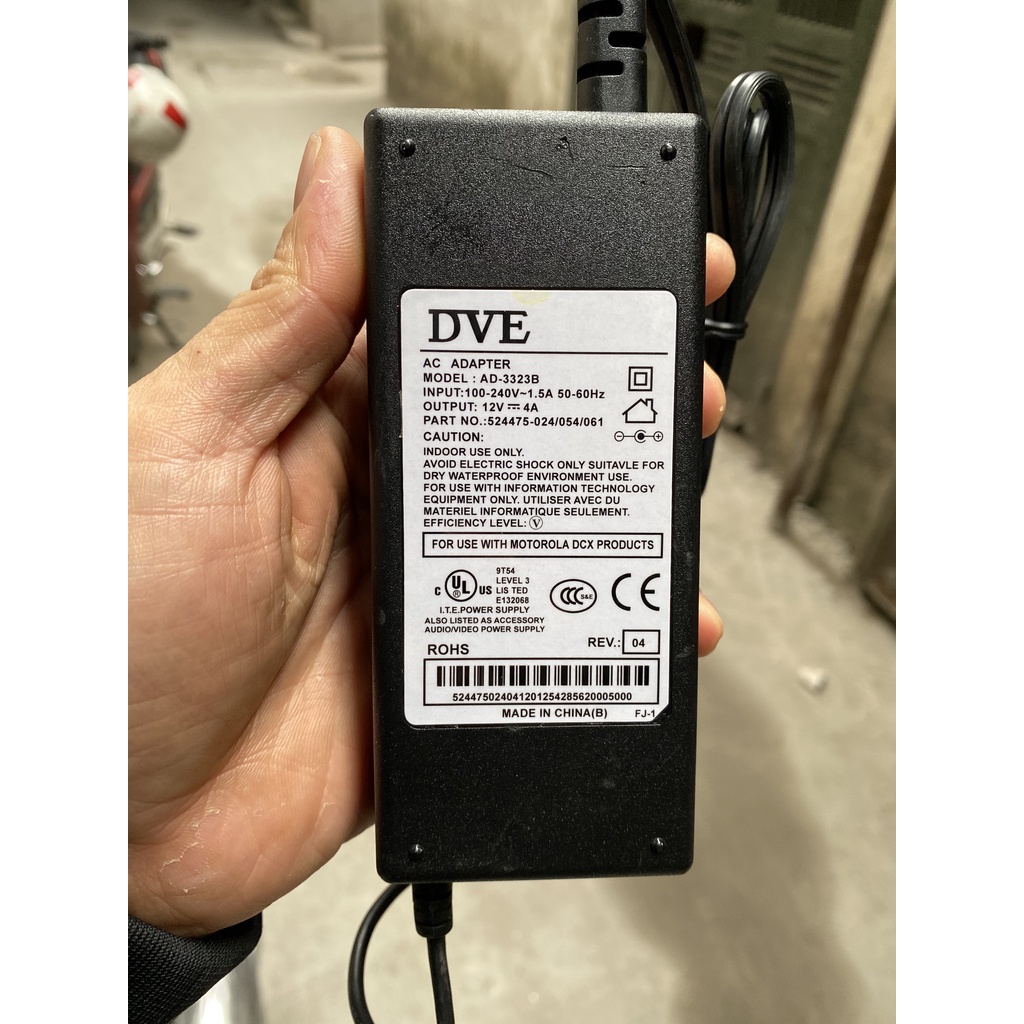 DVE
AC ADAPTER
MODEL : AD-3323B
INPUT:100-240V~1.5A 50-60Hz
OUTPUT: 12V ⎓ 4A
PART NO.:524475-024/054/061
CAUTION:
INDOOR USE ONLY.
AVOID ELECTRIC SHOCK ONLY SUITAVLE FOR
DRY WATERPROOF ENVIRONMENT USE.
FOR USE WITH INFORMATION TECHNOLOGY
EQUIPMENT ONLY. UTILISER AVEC DU
MATERIEL INFORMATIQUE SEULEMENT.
EFFICIENCY LEVEL: Ⓥ
FOR USE WITH MOTOROLA DCX PRODUCTS
C UL® US
9T54
LEVEL 3
LIS TED
E132068
CCC S&E
CE
I.T.E.POWER SUPPLY
ALSO LISTED AS ACCESSORY
AUDIO/VIDEO POWER SUPPLY
ROHS
REV.: 04
524475024041201254285620005000
MADE IN CHINA(B)
FJ-1